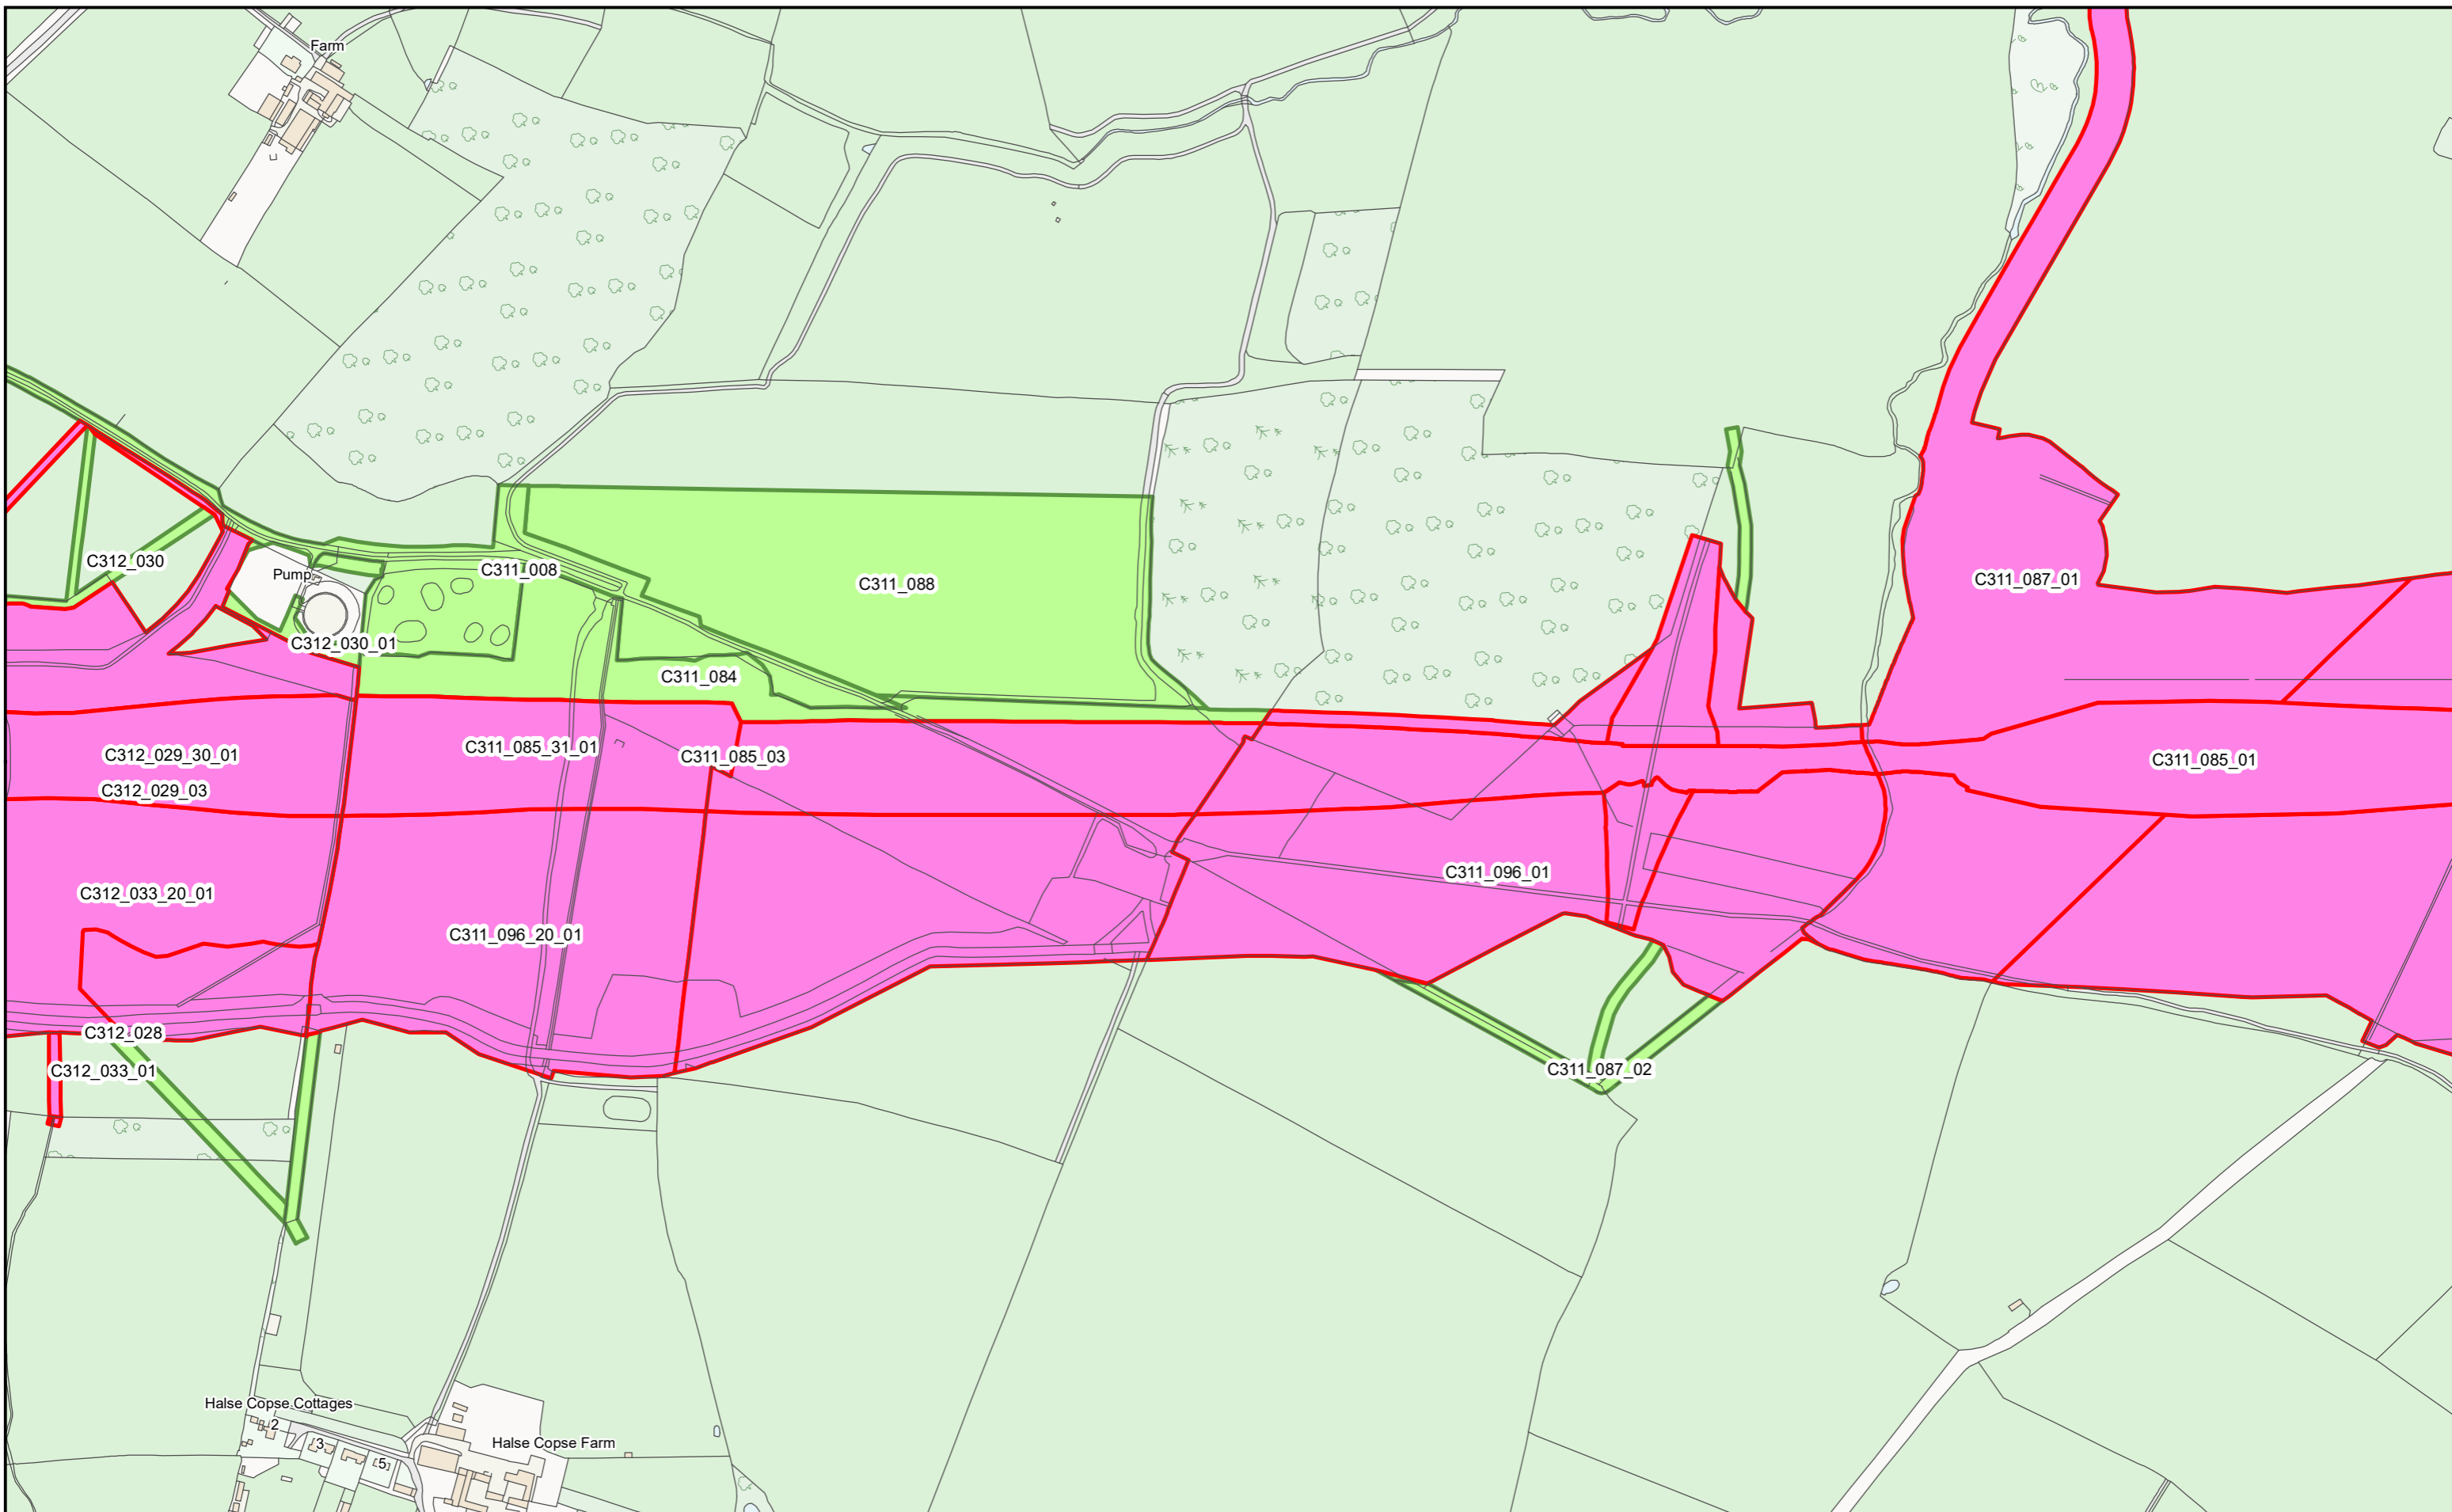 Farm
C312_030
Pump
C311_008
C311_088
C311_087_01
C312_030_01
C311_084
C312_029_30_01
C311_085_31_01
C311_085_03
C311_085_01
C312_029_03
C312_033_20_01
C311_096_01
C311_096_20_01
C312_028
C312_033_01
C311_087_02
Halse Copse Cottages
2
3
Halse Copse Farm
5